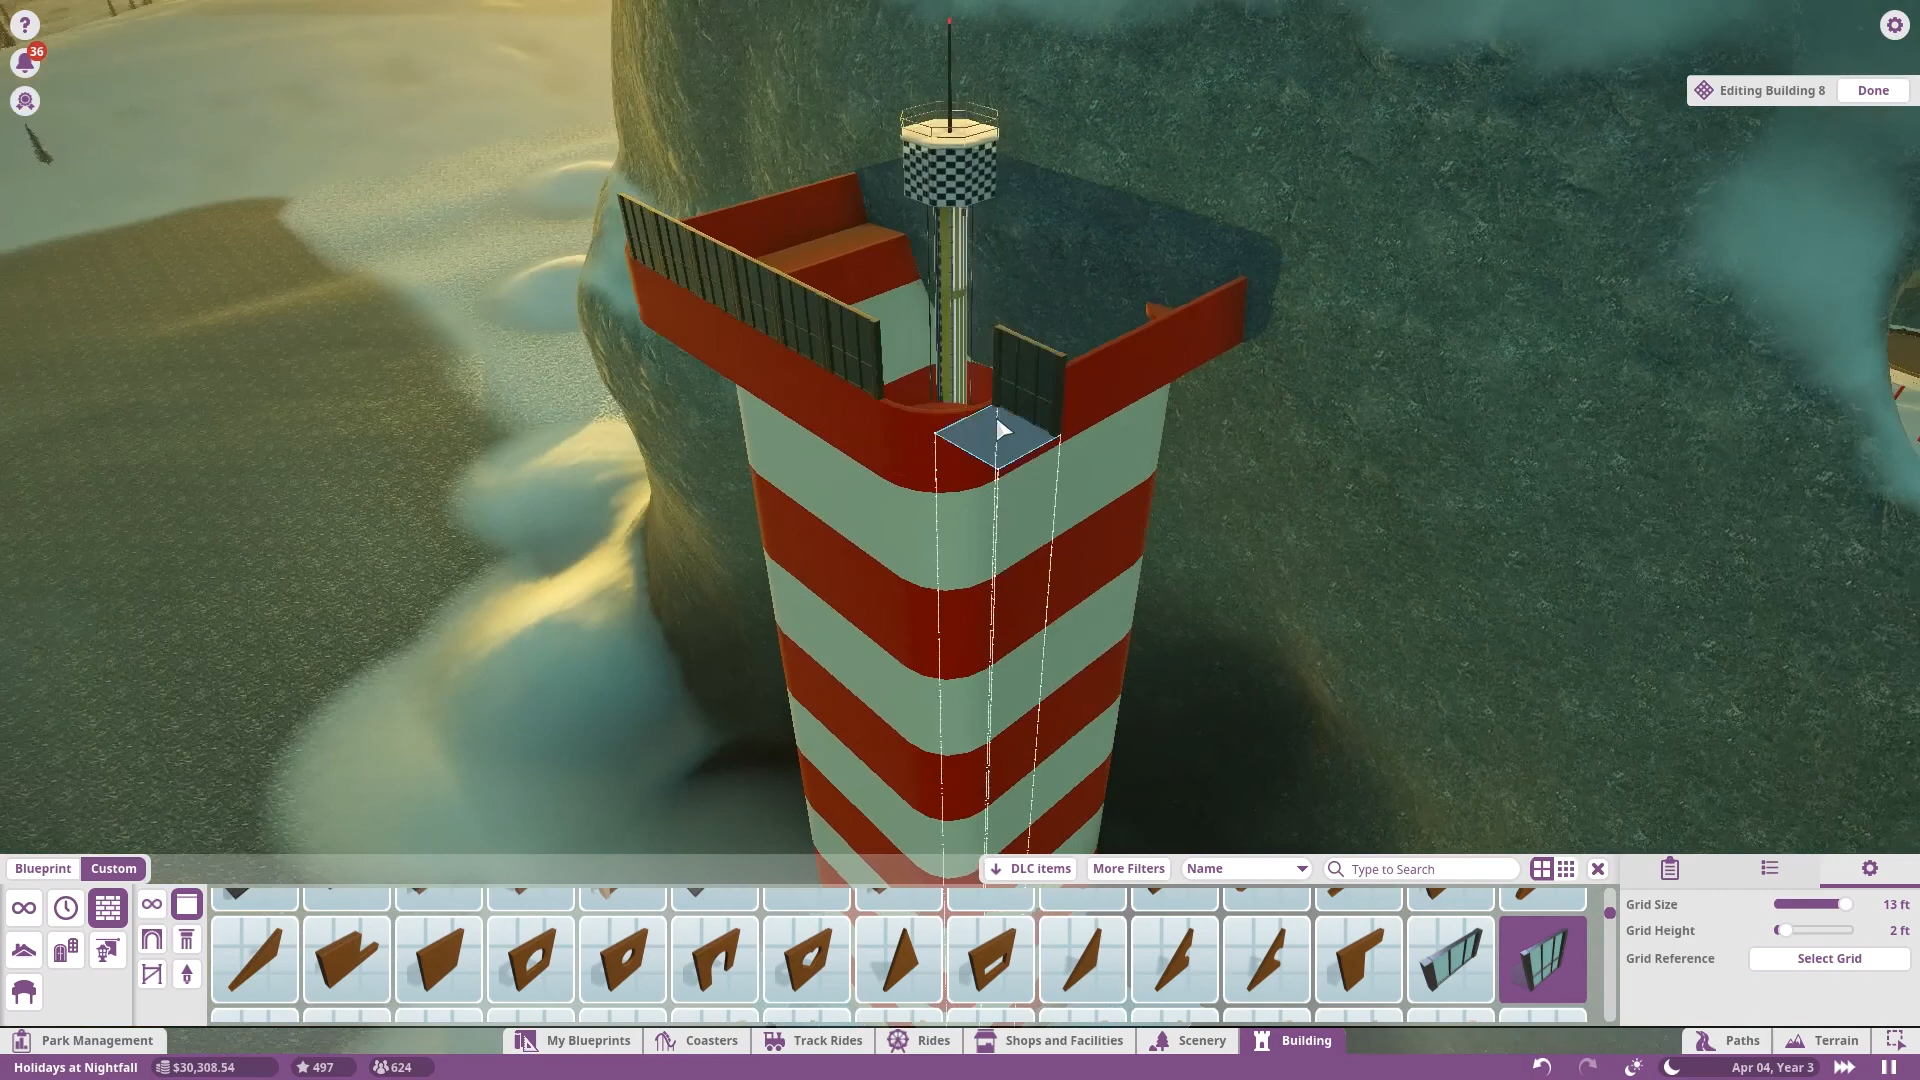 ?
36
Editing Building 8
Done
Blueprint
Custom
DLC items
More Filters
Name
Type to Search
Grid Size
13 ft
Grid Height
2 ft
Grid Reference
Select Grid
Park Management
My Blueprints
Coasters
Track Rides
Rides
Shops and Facilities
Scenery
Building
Paths
Terrain
Holidays at Nightfall
$30,308.54
497
624
Apr 04, Year 3